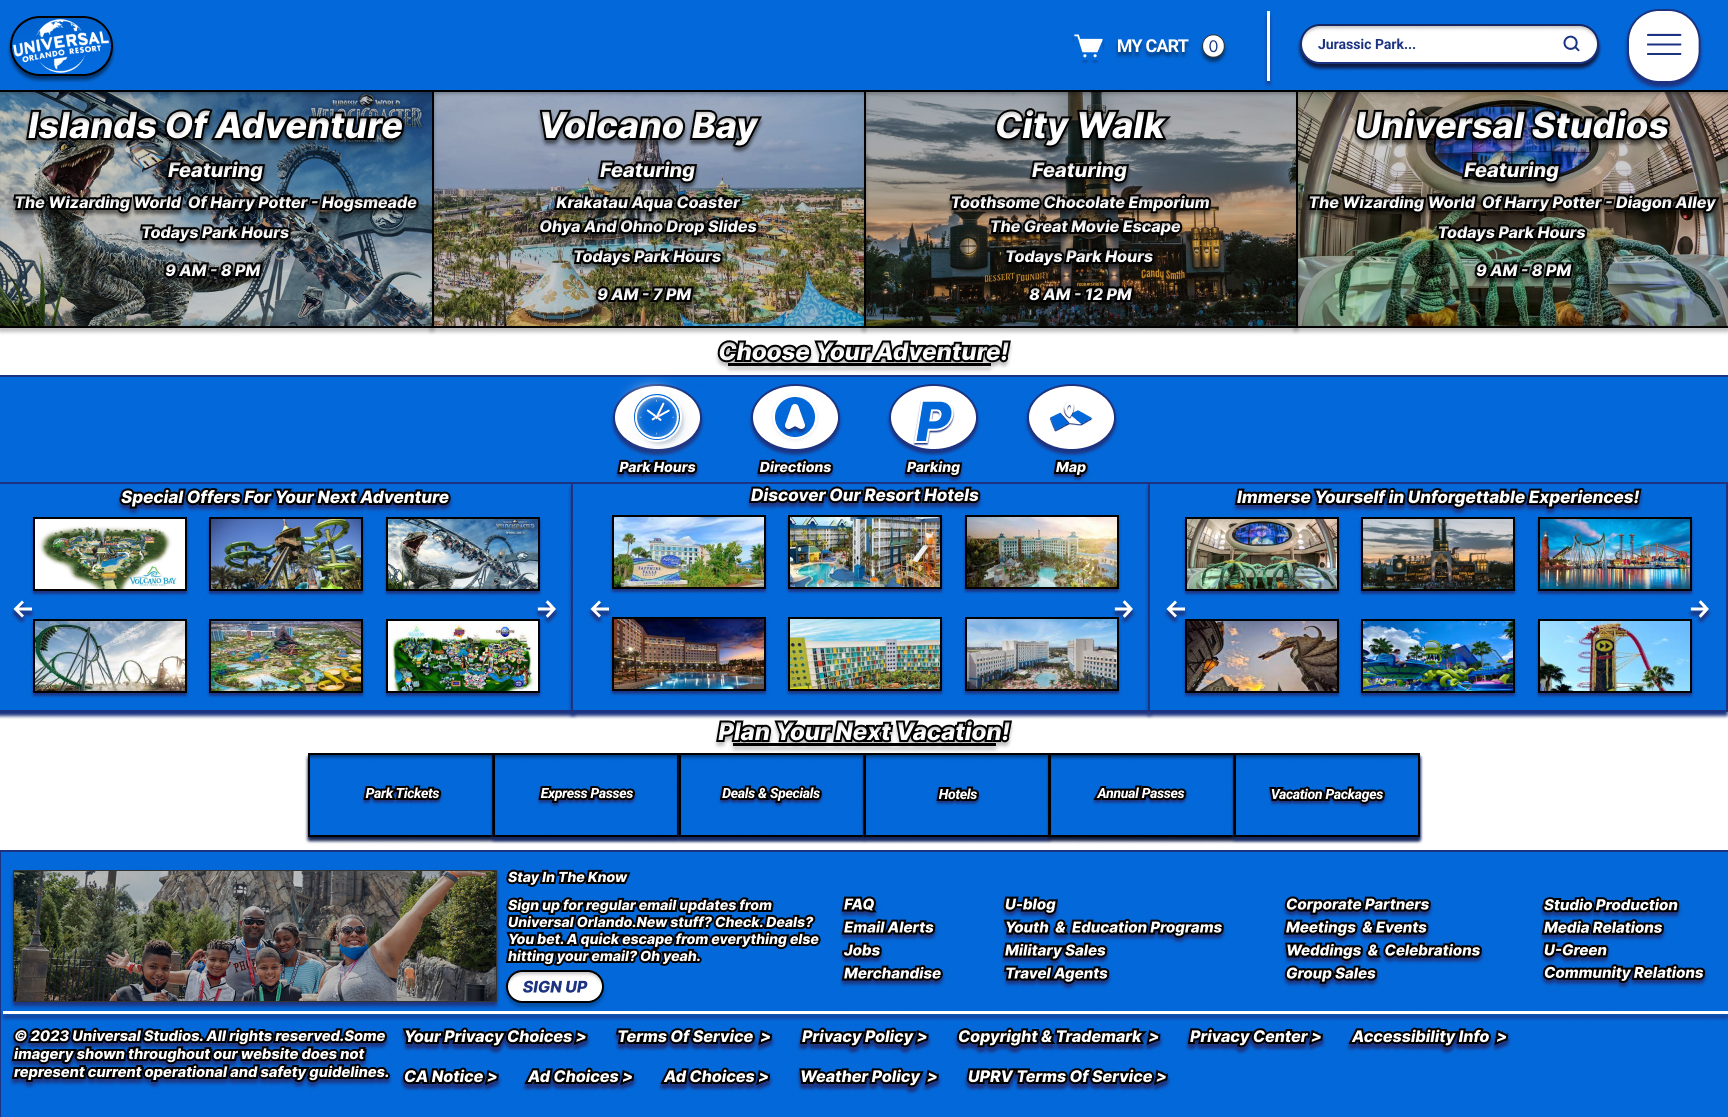 UNIVERSAL
ORLANDO RESORT
MY CART 0
Jurassic Park...
JURASSIC WORLD
VELOCICOASTER
Islands Of Adventure
Featuring
The Wizarding World Of Harry Potter - Hogsmeade
Todays Park Hours
9 AM - 8 PM
Volcano Bay
Featuring
Krakatau Aqua Coaster
Ohya And Ohno Drop Slides
Todays Park Hours
9 AM - 7 PM
City Walk
Featuring
Toothsome Chocolate Emporium
The Great Movie Escape
Todays Park Hours
DESSERT FOUNDITY
Candy Smith
8 AM - 12 PM
Universal Studios
Featuring
The Wizarding World Of Harry Potter - Diagon Alley
Todays Park Hours
9 AM - 8 PM
Choose Your Adventure!
P
Park Hours
Directions
Parking
Map
Special Offers For Your Next Adventure
VOLCANO BAY
Discover Our Resort Hotels
SAPPHIRE FALLS
Immerse Yourself in Unforgettable Experiences!
Plan Your Next Vacation!
Park Tickets
Express Passes
Deals & Specials
Hotels
Annual Passes
Vacation Packages
Stay In The Know
Sign up for regular email updates from
Universal Orlando.New stuff? Check. Deals?
You bet. A quick escape from everything else
hitting your email? Oh yeah.
SIGN UP
FAQ
Email Alerts
Jobs
Merchandise
U-blog
Youth & Education Programs
Military Sales
Travel Agents
Corporate Partners
Meetings & Events
Weddings & Celebrations
Group Sales
Studio Production
Media Relations
U-Green
Community Relations
© 2023 Universal Studios. All rights reserved.Some
imagery shown throughout our website does not
represent current operational and safety guidelines.
Your Privacy Choices >
Terms Of Service >
Privacy Policy >
Copyright & Trademark >
Privacy Center >
Accessibility Info >
CA Notice >
Ad Choices >
Ad Choices >
Weather Policy >
UPRV Terms Of Service >